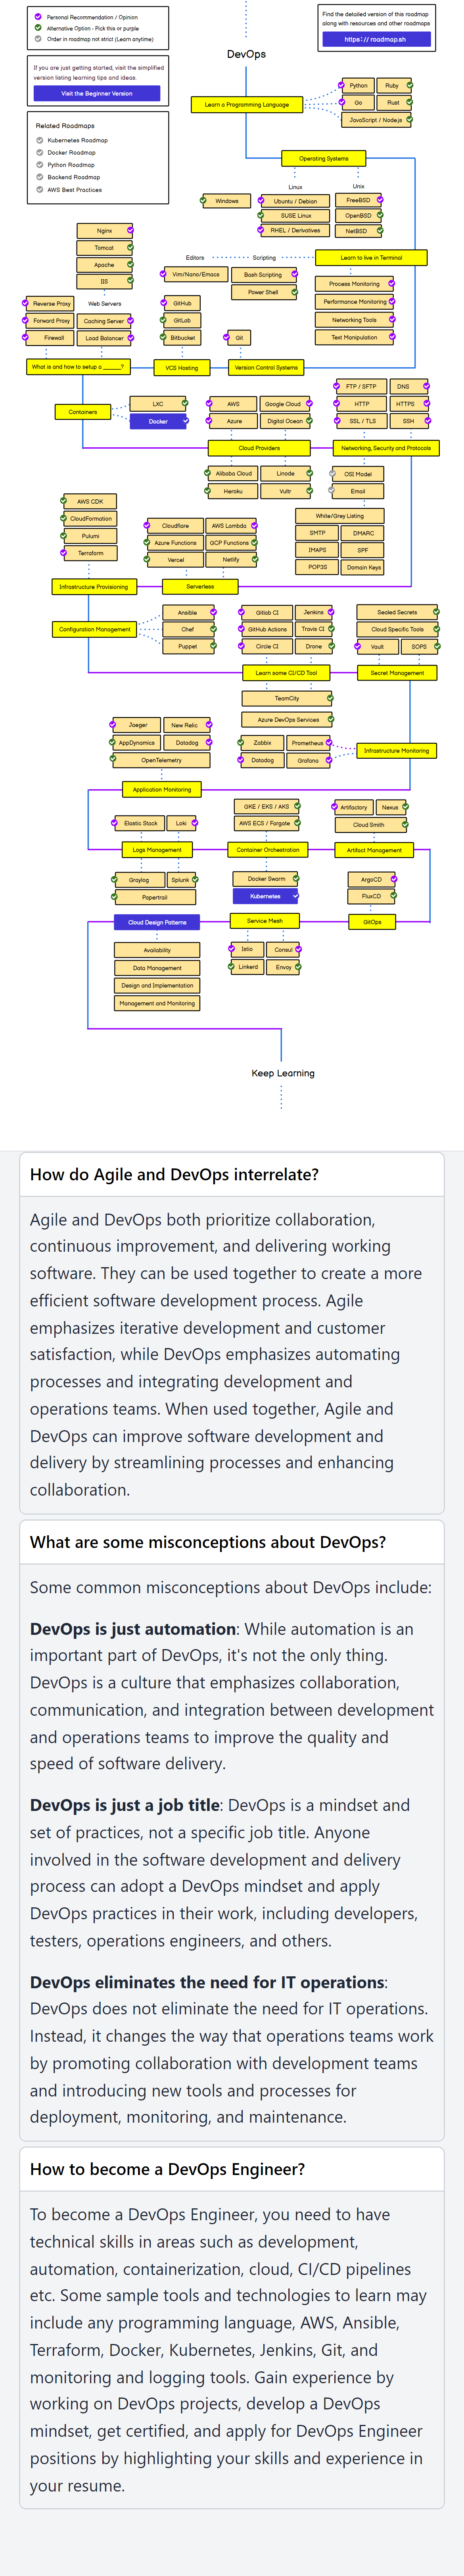 Personal Recommendation / Opinion
Alternative Option - Pick this or purple
Order in roadmap not strict (Learn anytime)
Find the detailed version of this roadmap
along with resources and other roadmaps
https:// roadmap.sh
DevOps
If you are just getting started, visit the simplified
version listing learning tips and ideas.
Visit the Beginner Version
Related Roadmaps
Kubernetes Roadmap
Docker Roadmap
Python Roadmap
Backend Roadmap
AWS Best Practices
Learn a Programming Language
Python
Ruby
Go
Rust
JavaScript / Node.js
Operating Systems
Linux
Unix
Windows
Ubuntu / Debian
SUSE Linux
RHEL / Derivatives
FreeBSD
OpenBSD
NetBSD
Learn to live in Terminal
Editors
Scripting
Vim/Nano/Emacs
Bash Scripting
Power Shell
Process Monitoring
Performance Monitoring
Networking Tools
Text Manipulation
Nginx
Tomcat
Apache
IIS
Reverse Proxy
Web Servers
Forward Proxy
Caching Server
Firewall
Load Balancer
GitHub
GitLab
Bitbucket
Git
What is and how to setup a ______?
VCS Hosting
Version Control Systems
Containers
LXC
Docker
AWS
Google Cloud
Azure
Digital Ocean
FTP / SFTP
DNS
HTTP
HTTPS
SSL / TLS
SSH
Cloud Providers
Networking, Security and Protocols
Alibaba Cloud
Linode
Heroku
Vultr
OSI Model
Email
White/Grey Listing
SMTP
DMARC
IMAPS
SPF
POP3S
Domain Keys
AWS CDK
CloudFormation
Pulumi
Terraform
Cloudflare
AWS Lambda
Azure Functions
GCP Functions
Vercel
Netlify
Infrastructure Provisioning
Serverless
Configuration Management
Ansible
Chef
Puppet
Gitlab CI
Jenkins
GitHub Actions
Travis CI
Circle CI
Drone
Sealed Secrets
Cloud Specific Tools
Vault
SOPS
Learn some CI/CD Tool
Secret Management
TeamCity
Azure DevOps Services
Jaeger
New Relic
AppDynamics
Datadog
OpenTelemetry
Zabbix
Prometheus
Datadog
Grafana
Infrastructure Monitoring
Application Monitoring
Elastic Stack
Loki
GKE / EKS / AKS
AWS ECS / Fargate
Artifactory
Nexus
Cloud Smith
Logs Management
Container Orchestration
Artifact Management
Graylog
Splunk
Papertrail
Docker Swarm
Kubernetes
ArgoCD
FluxCD
Cloud Design Patterns
Service Mesh
GitOps
Availability
Data Management
Design and Implementation
Management and Monitoring
Istio
Consul
Linkerd
Envoy
Keep Learning
How do Agile and DevOps interrelate?
Agile and DevOps both prioritize collaboration,
continuous improvement, and delivering working
software. They can be used together to create a more
efficient software development process. Agile
emphasizes iterative development and customer
satisfaction, while DevOps emphasizes automating
processes and integrating development and
operations teams. When used together, Agile and
DevOps can improve software development and
delivery by streamlining processes and enhancing
collaboration.
What are some misconceptions about DevOps?
Some common misconceptions about DevOps include:
DevOps is just automation: While automation is an
important part of DevOps, it's not the only thing.
DevOps is a culture that emphasizes collaboration,
communication, and integration between development
and operations teams to improve the quality and
speed of software delivery.
DevOps is just a job title: DevOps is a mindset and
set of practices, not a specific job title. Anyone
involved in the software development and delivery
process can adopt a DevOps mindset and apply
DevOps practices in their work, including developers,
testers, operations engineers, and others.
DevOps eliminates the need for IT operations:
DevOps does not eliminate the need for IT operations.
Instead, it changes the way that operations teams work
by promoting collaboration with development teams
and introducing new tools and processes for
deployment, monitoring, and maintenance.
How to become a DevOps Engineer?
To become a DevOps Engineer, you need to have
technical skills in areas such as development,
automation, containerization, cloud, CI/CD pipelines
etc. Some sample tools and technologies to learn may
include any programming language, AWS, Ansible,
Terraform, Docker, Kubernetes, Jenkins, Git, and
monitoring and logging tools. Gain experience by
working on DevOps projects, develop a DevOps
mindset, get certified, and apply for DevOps Engineer
positions by highlighting your skills and experience in
your resume.